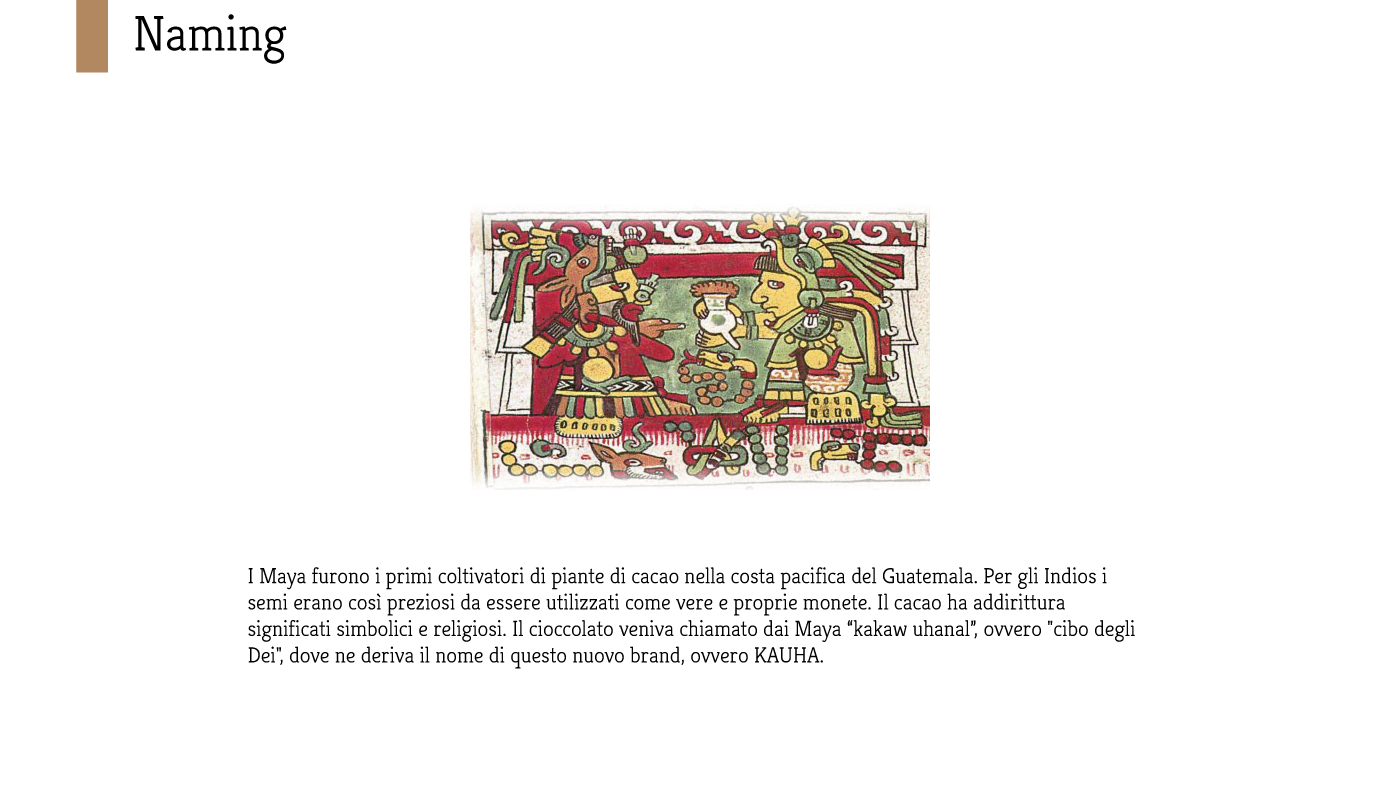 Naming
I Maya furono i primi coltivatori di piante di cacao nella costa pacifica del Guatemala. Per gli Indios i
semi erano così preziosi da essere utilizzati come vere e proprie monete. Il cacao ha addirittura
significati simbolici e religiosi. Il cioccolato veniva chiamato dai Maya “kakaw uhanal”, ovvero "cibo degli
Dei", dove ne deriva il nome di questo nuovo brand, ovvero KAUHA.